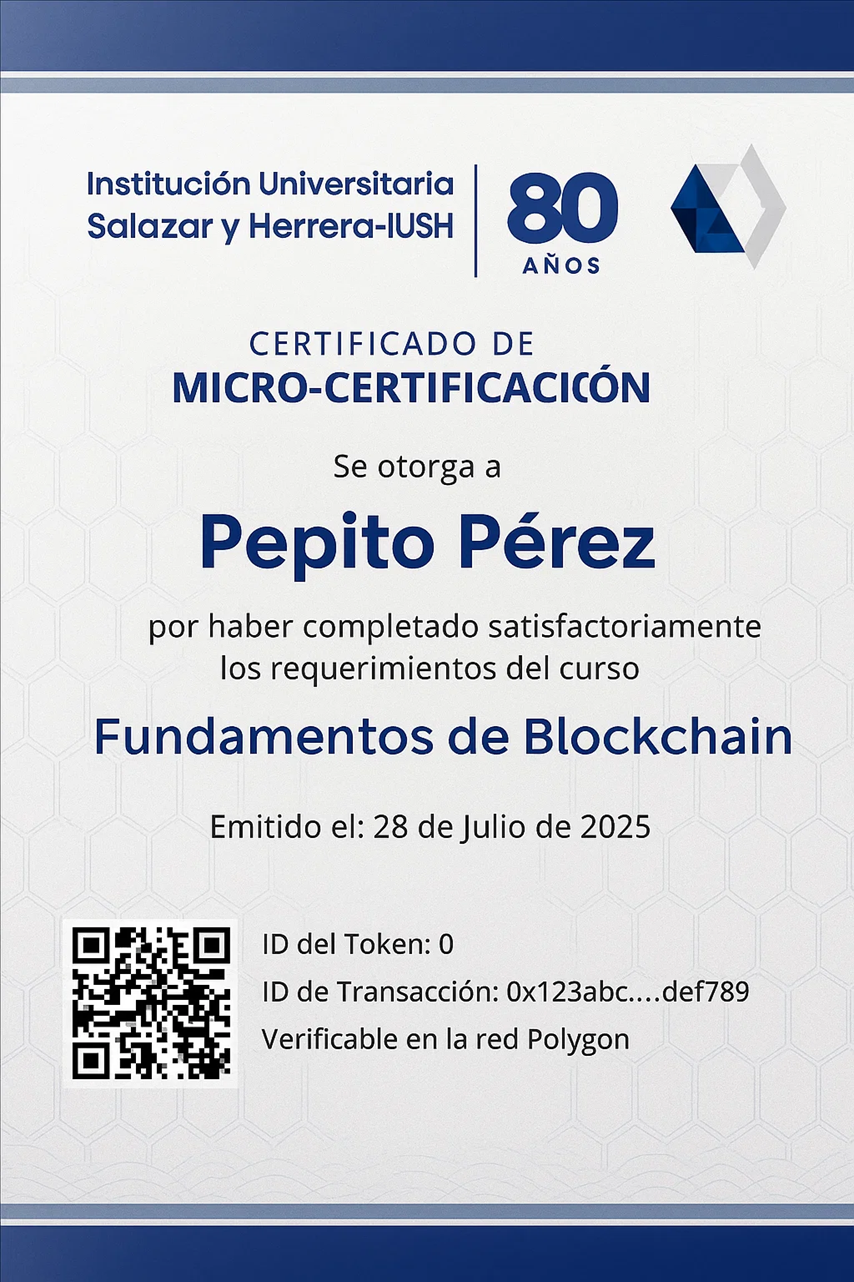 Institución Universitaria
Salazar y Herrera-IUSH
80
AÑOS
CERTIFICADO DE
MICRO-CERTIFICACICÓN
Se otorga a
Pepito Pérez
por haber completado satisfactoriamente
los requerimientos del curso
Fundamentos de Blockchain
Emitido el: 28 de Julio de 2025
ID del Token: 0
ID de Transacción: 0x123abc....def789
Verificable en la red Polygon